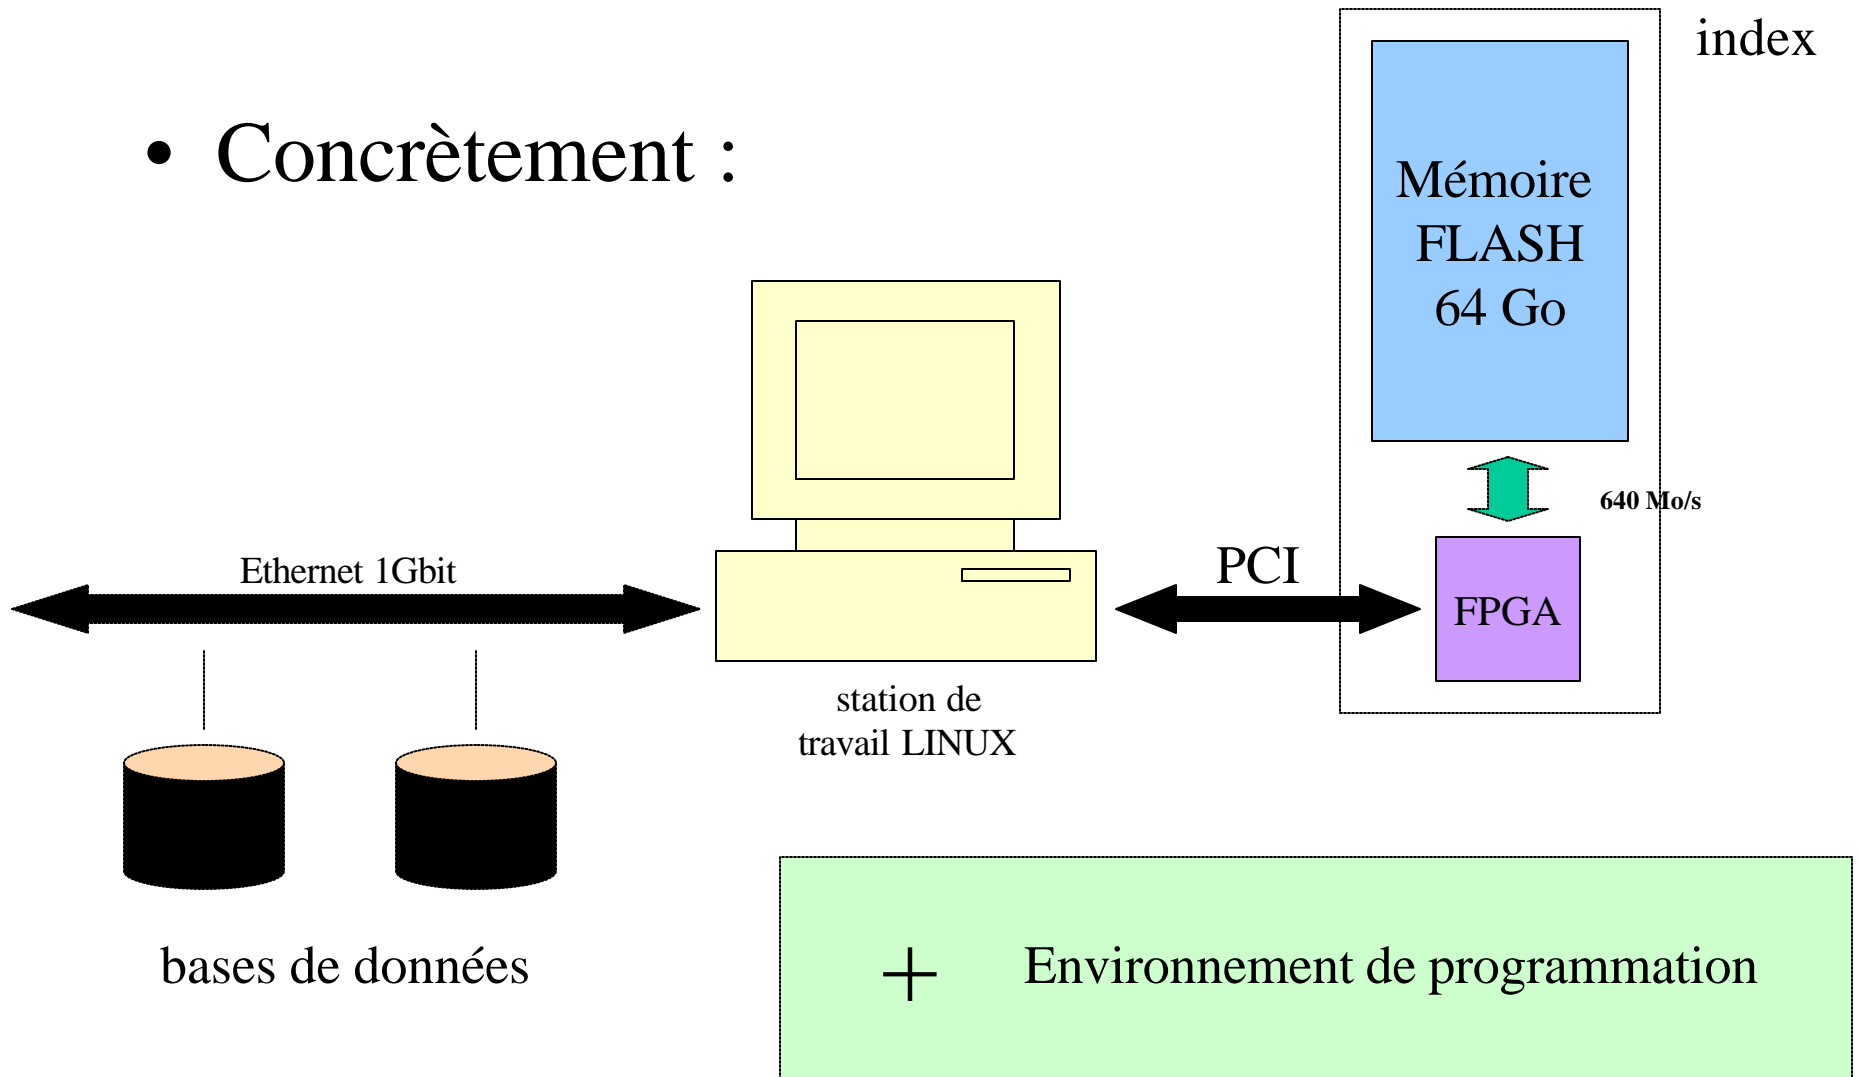 index
• Concrètement :
Mémoire
FLASH
64 Go
640 Mo/s
Ethernet 1Gbit
PCI
FPGA
station de
travail LINUX
bases de données
+ Environnement de programmation